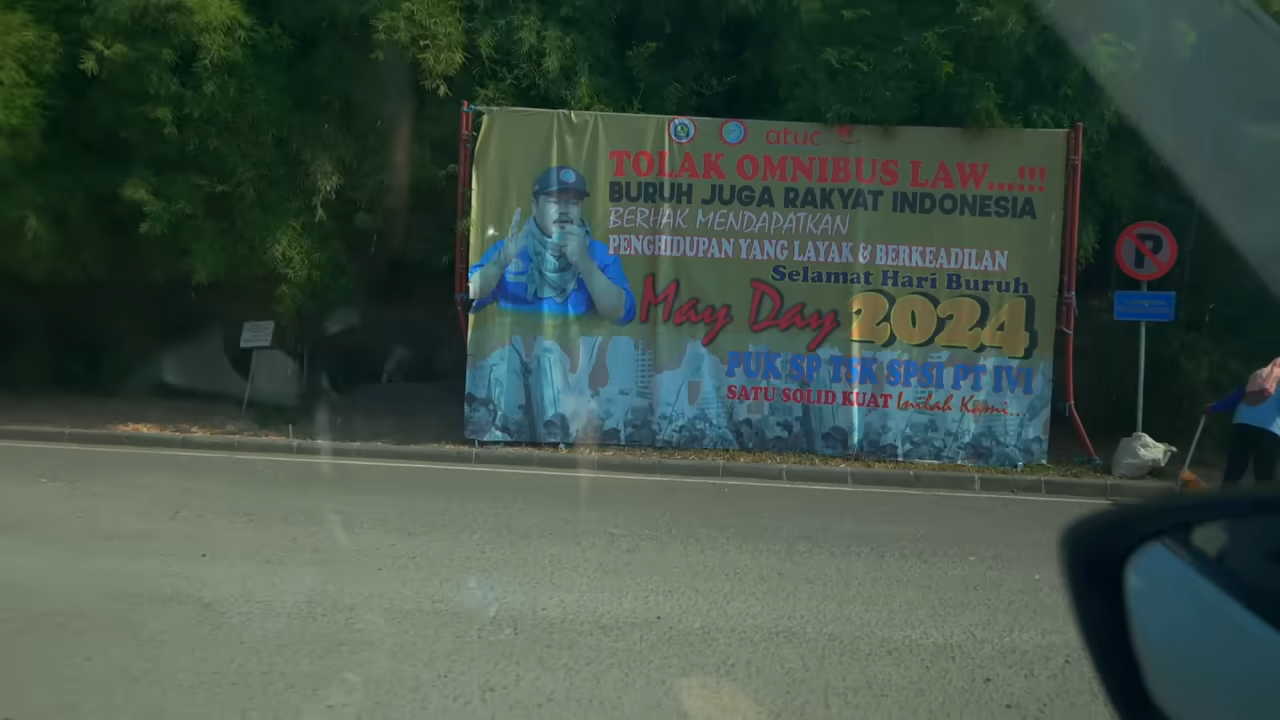 atuc
TOLAK OMNIBUS LAW...!!!
BURUH JUGA RAKYAT INDONESIA
BERHAK MENDAPATKAN
PENGHIDUPAN YANG LAYAK & BERKEADILAN
Selamat Hari Buruh
May Day 2024
PUK SP TSK SPSI PT IVI
SATU SOLID KUAT Inilah Kami...
P